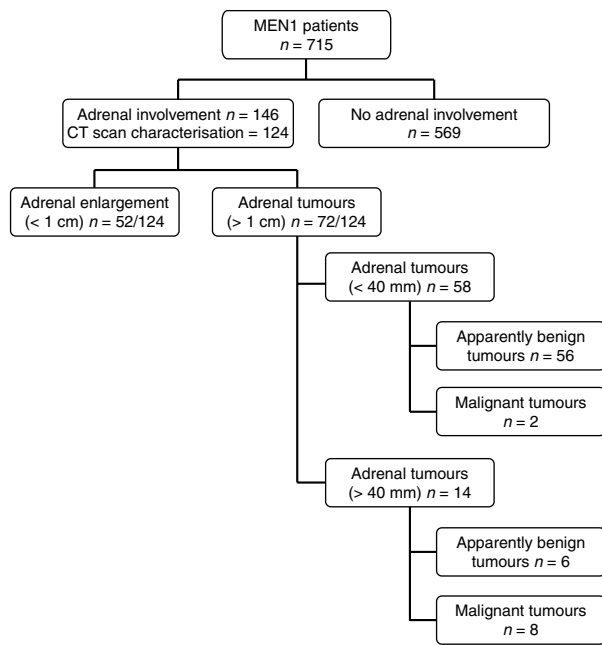 MEN1 patients
n = 715
Adrenal involvement n = 146
CT scan characterisation = 124
No adrenal involvement
n = 569
Adrenal enlargement
(< 1 cm) n = 52/124
Adrenal tumours
(> 1 cm) n = 72/124
Adrenal tumours
(< 40 mm) n = 58
Apparently benign
tumours n = 56
Malignant tumours
n = 2
Adrenal tumours
(> 40 mm) n = 14
Apparently benign
tumours n = 6
Malignant tumours
n = 8